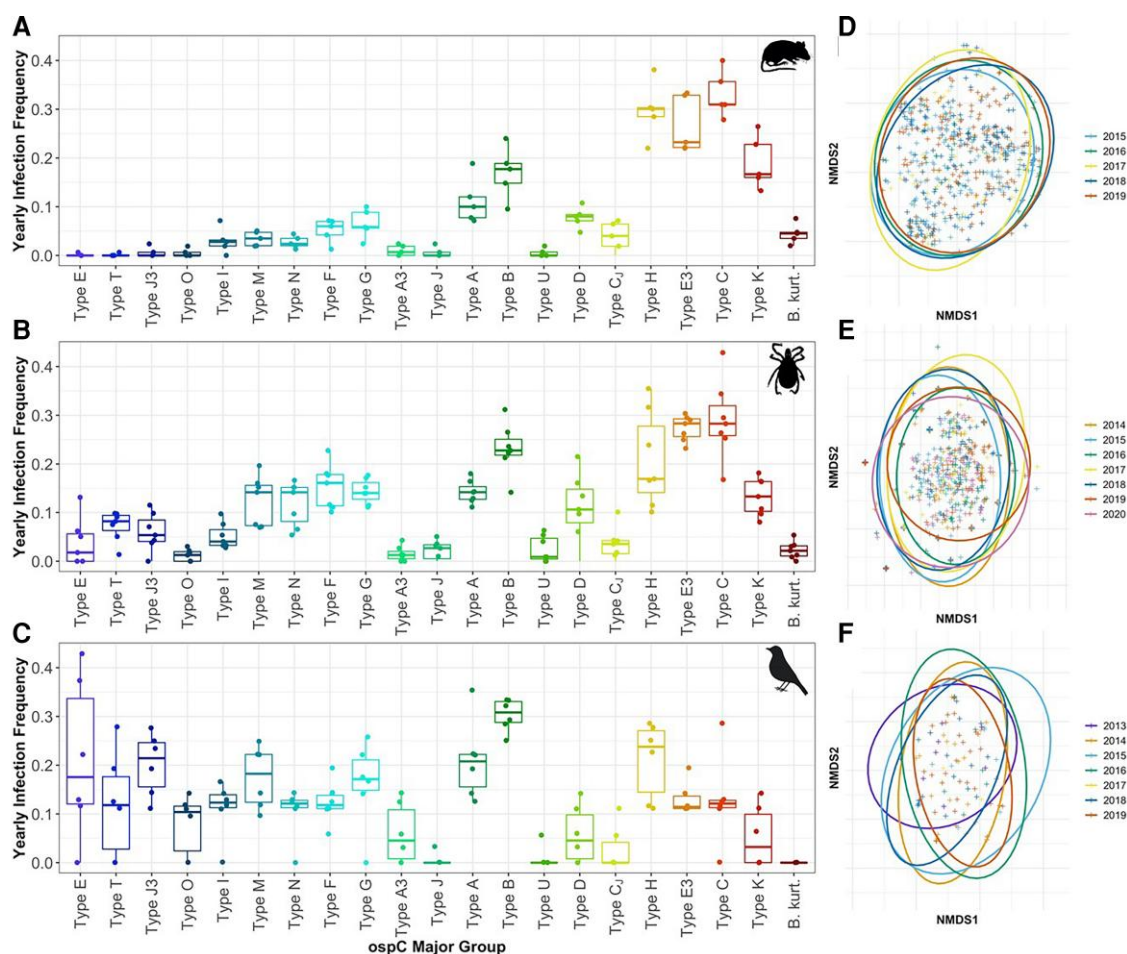 A
Yearly Infection Frequency
0.4
0.3
0.2
0.1
0.0
Type E
Type T
Type J3
Type O
Type I
Type M
Type N
Type F
Type G
Type A3
Type J
Type A
Type B
Type U
Type D
Type CJ
Type H
Type E3
Type C
Type K
B. kurt.
B
Yearly Infection Frequency
0.4
0.3
0.2
0.1
0.0
Type E
Type T
Type J3
Type O
Type I
Type M
Type N
Type F
Type G
Type A3
Type J
Type A
Type B
Type U
Type D
Type CJ
Type H
Type E3
Type C
Type K
B. kurt.
C
Yearly Infection Frequency
0.4
0.3
0.2
0.1
0.0
Type E
Type T
Type J3
Type O
Type I
Type M
Type N
Type F
Type G
Type A3
Type J
Type A
Type B
Type U
Type D
Type CJ
Type H
Type E3
Type C
Type K
B. kurt.
ospC Major Group
D
NMDS2
NMDS1
2015
2016
2017
2018
2019
E
NMDS2
NMDS1
2014
2015
2016
2017
2018
2019
2020
F
NMDS2
NMDS1
2013
2014
2015
2016
2017
2018
2019